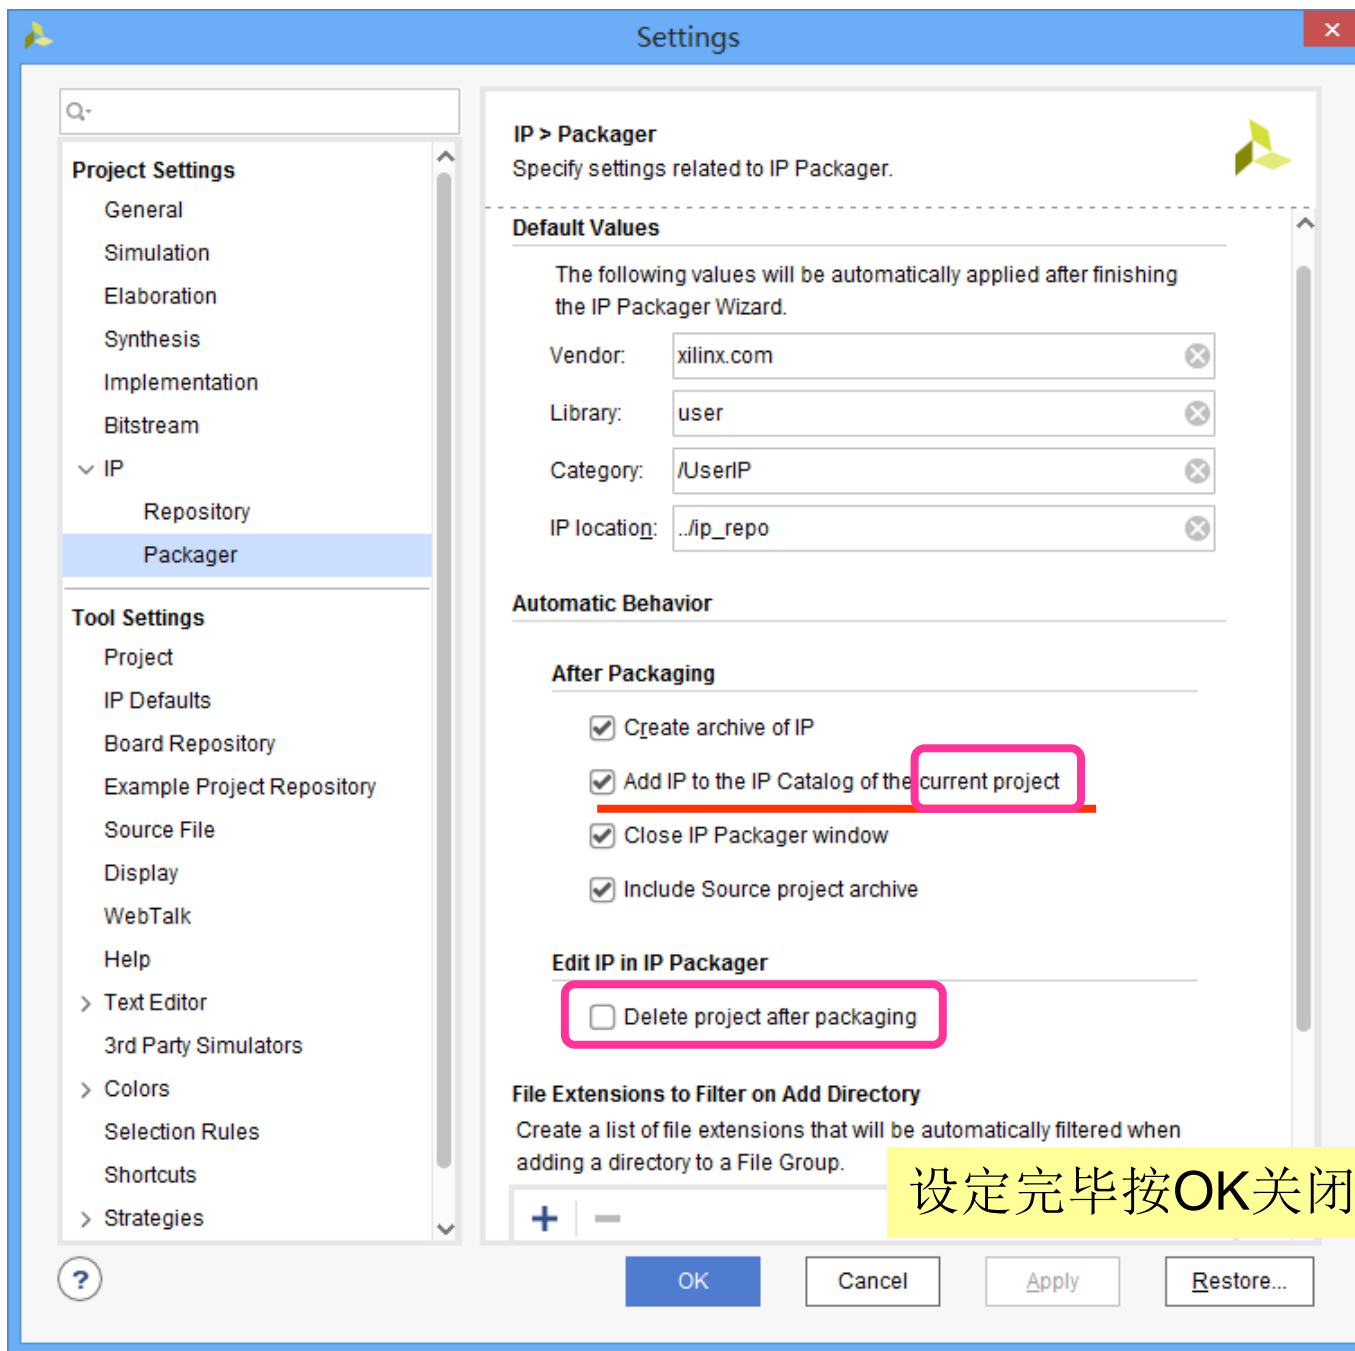 Settings
Project Settings
General
Simulation
Elaboration
Synthesis
Implementation
Bitstream
IP
Repository
Packager
Tool Settings
Project
IP Defaults
Board Repository
Example Project Repository
Source File
Display
WebTalk
Help
Text Editor
3rd Party Simulators
Colors
Selection Rules
Shortcuts
Strategies
IP > Packager
Specify settings related to IP Packager.
Default Values
The following values will be automatically applied after finishing
the IP Packager Wizard.
Vendor: xilinx.com
Library: user
Category: /UserIP
IP location: ../ip_repo
Automatic Behavior
After Packaging
Create archive of IP
Add IP to the IP Catalog of the current project
Close IP Packager window
Include Source project archive
Edit IP in IP Packager
Delete project after packaging
File Extensions to Filter on Add Directory
Create a list of file extensions that will be automatically filtered when
adding a directory to a File Group.
设定完毕按OK关闭
? OK Cancel Apply Restore...